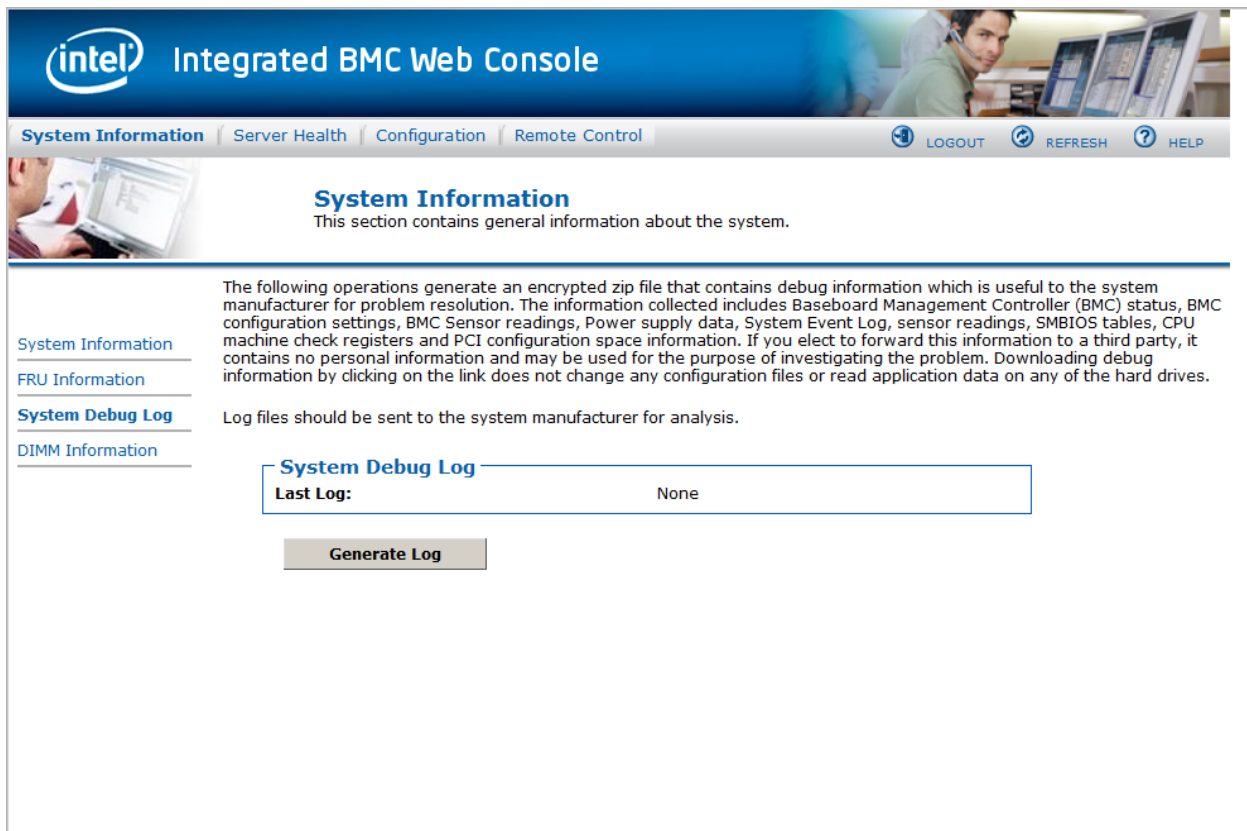 intel Integrated BMC Web Console
System Information Server Health Configuration Remote Control LOGOUT REFRESH ? HELP
System Information
This section contains general information about the system.
The following operations generate an encrypted zip file that contains debug information which is useful to the system
manufacturer for problem resolution. The information collected includes Baseboard Management Controller (BMC) status, BMC
configuration settings, BMC Sensor readings, Power supply data, System Event Log, sensor readings, SMBIOS tables, CPU
machine check registers and PCI configuration space information. If you elect to forward this information to a third party, it
contains no personal information and may be used for the purpose of investigating the problem. Downloading debug
information by clicking on the link does not change any configuration files or read application data on any of the hard drives.
Log files should be sent to the system manufacturer for analysis.
System Information
FRU Information
System Debug Log
DIMM Information
System Debug Log
Last Log: None
Generate Log